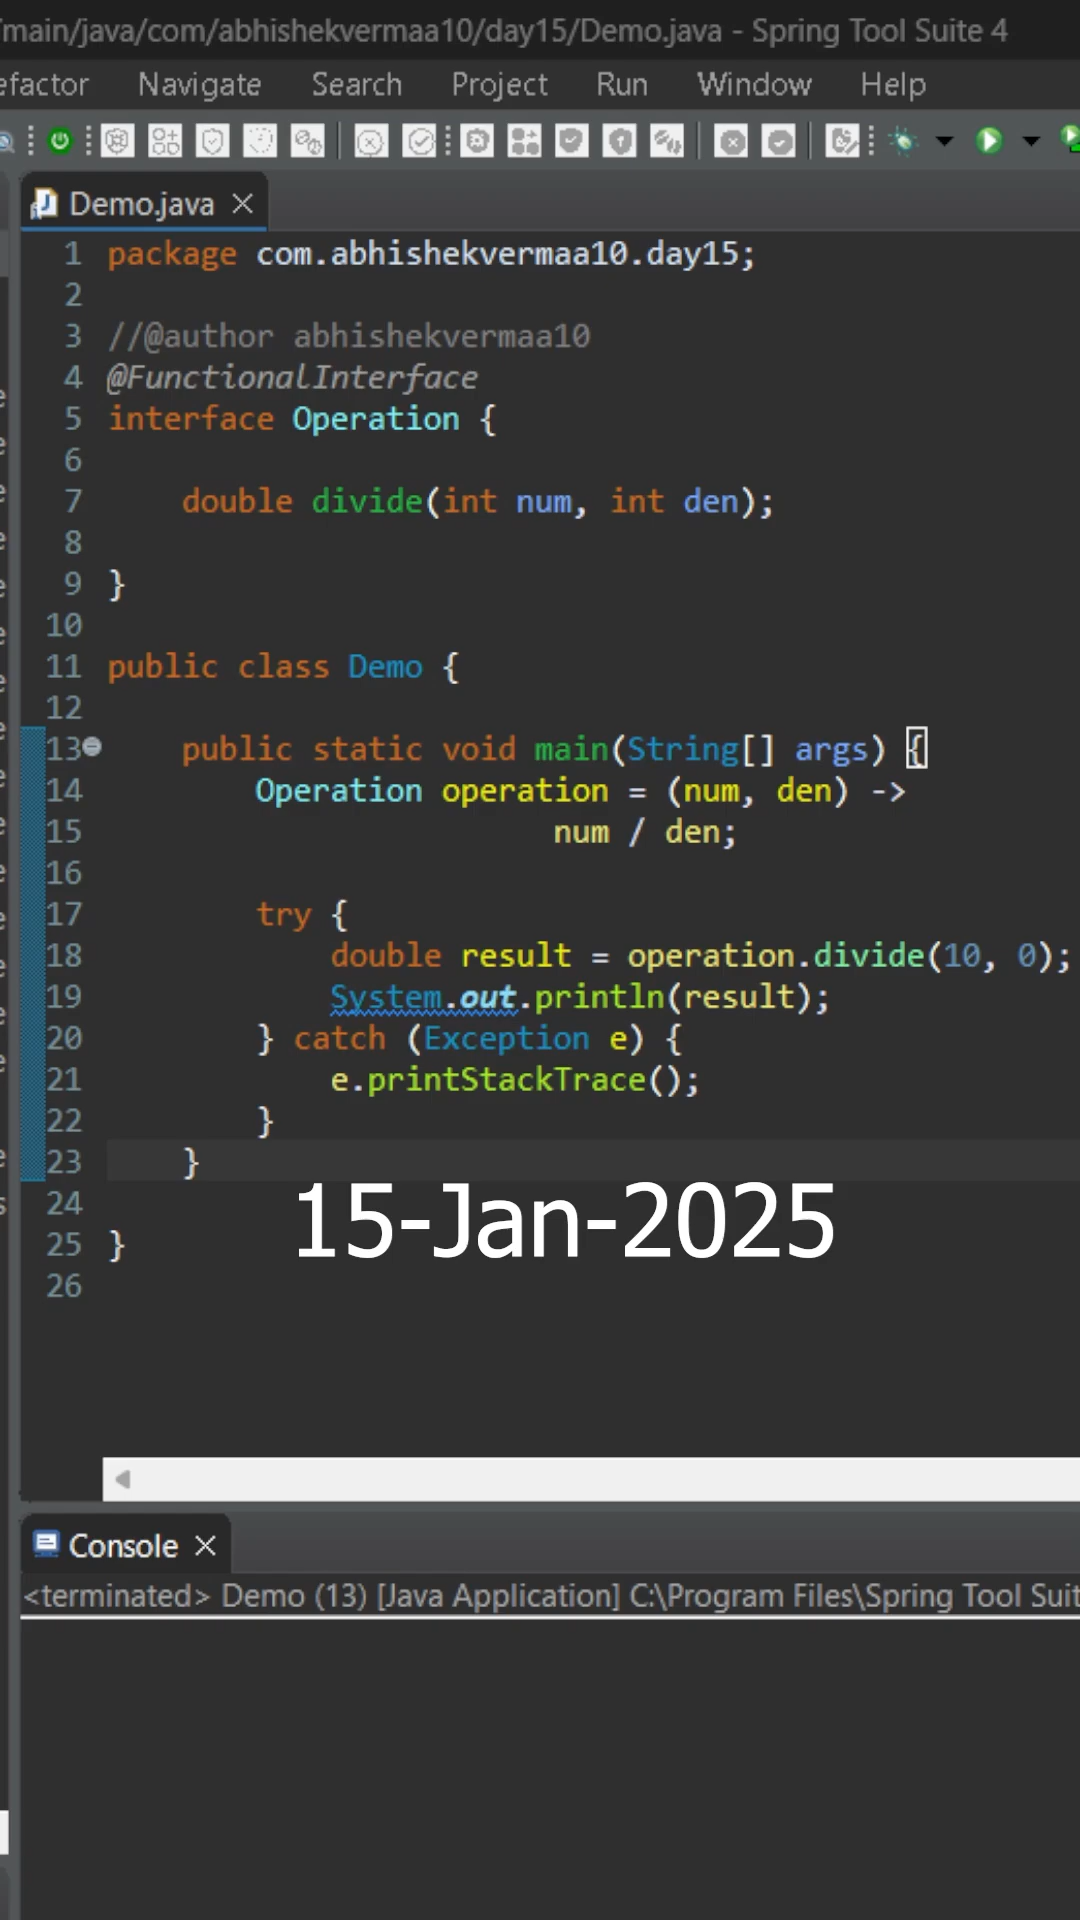 /main/java/com/abhishekvermaa10/day15/Demo.java - Spring Tool Suite 4
efactor Navigate Search Project Run Window Help
Demo.java
1 package com.abhishekvermaa10.day15;
2
3 //@author abhishekvermaa10
4 @FunctionalInterface
5 interface Operation {
6
7 double divide(int num, int den);
8
9 }
10
11 public class Demo {
12
13 public static void main(String[] args) {
14 Operation operation = (num, den) ->
15 num / den;
16
17 try {
18 double result = operation.divide(10, 0);
19 System.out.println(result);
20 } catch (Exception e) {
21 e.printStackTrace();
22 }
23 }
24
25 }
26
15-Jan-2025
Console
<terminated> Demo (13) [Java Application] C:\Program Files\Spring Tool Suit